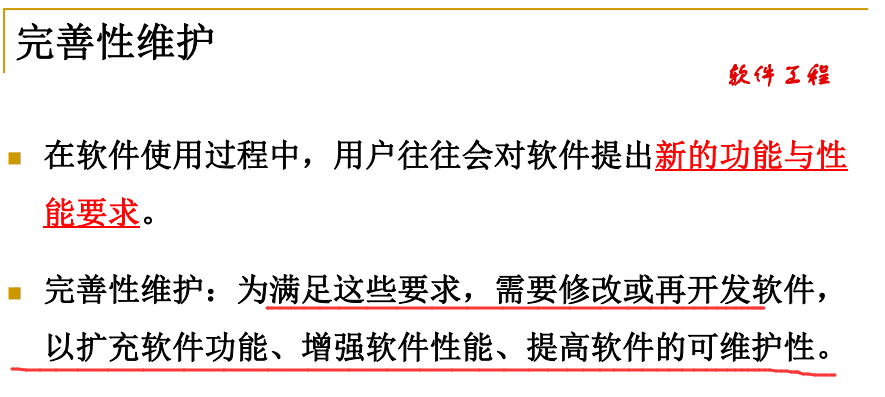 完善性维护
软件工程
在软件使用过程中，用户往往会对软件提出新的功能与性
能要求。
完善性维护：为满足这些要求，需要修改或再开发软件，
以扩充软件功能、增强软件性能、提高软件的可维护性。